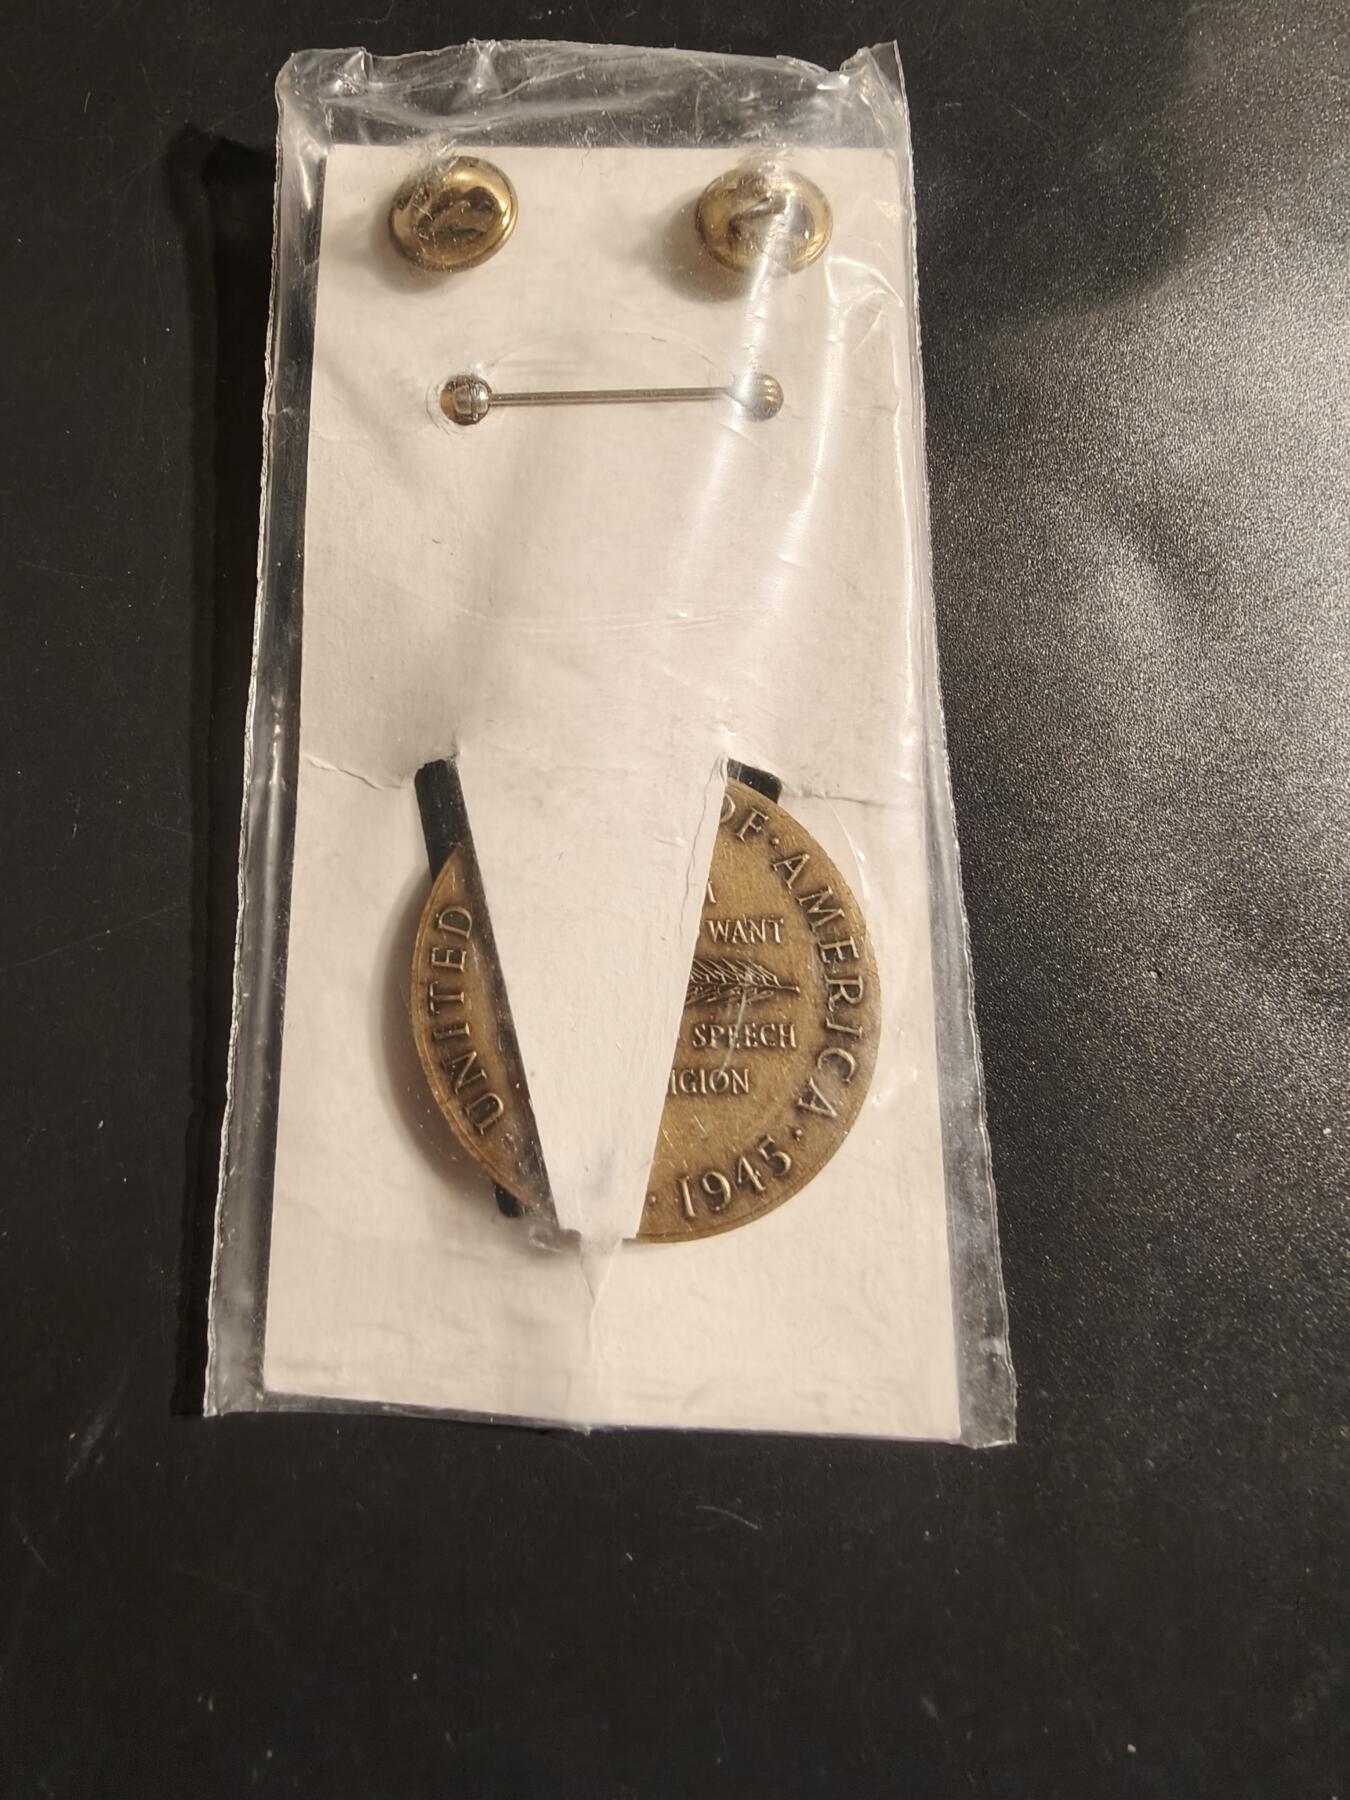 UNITED
OF · AMERICA ·
WANT
SPEECH
IGION
· 1945 ·